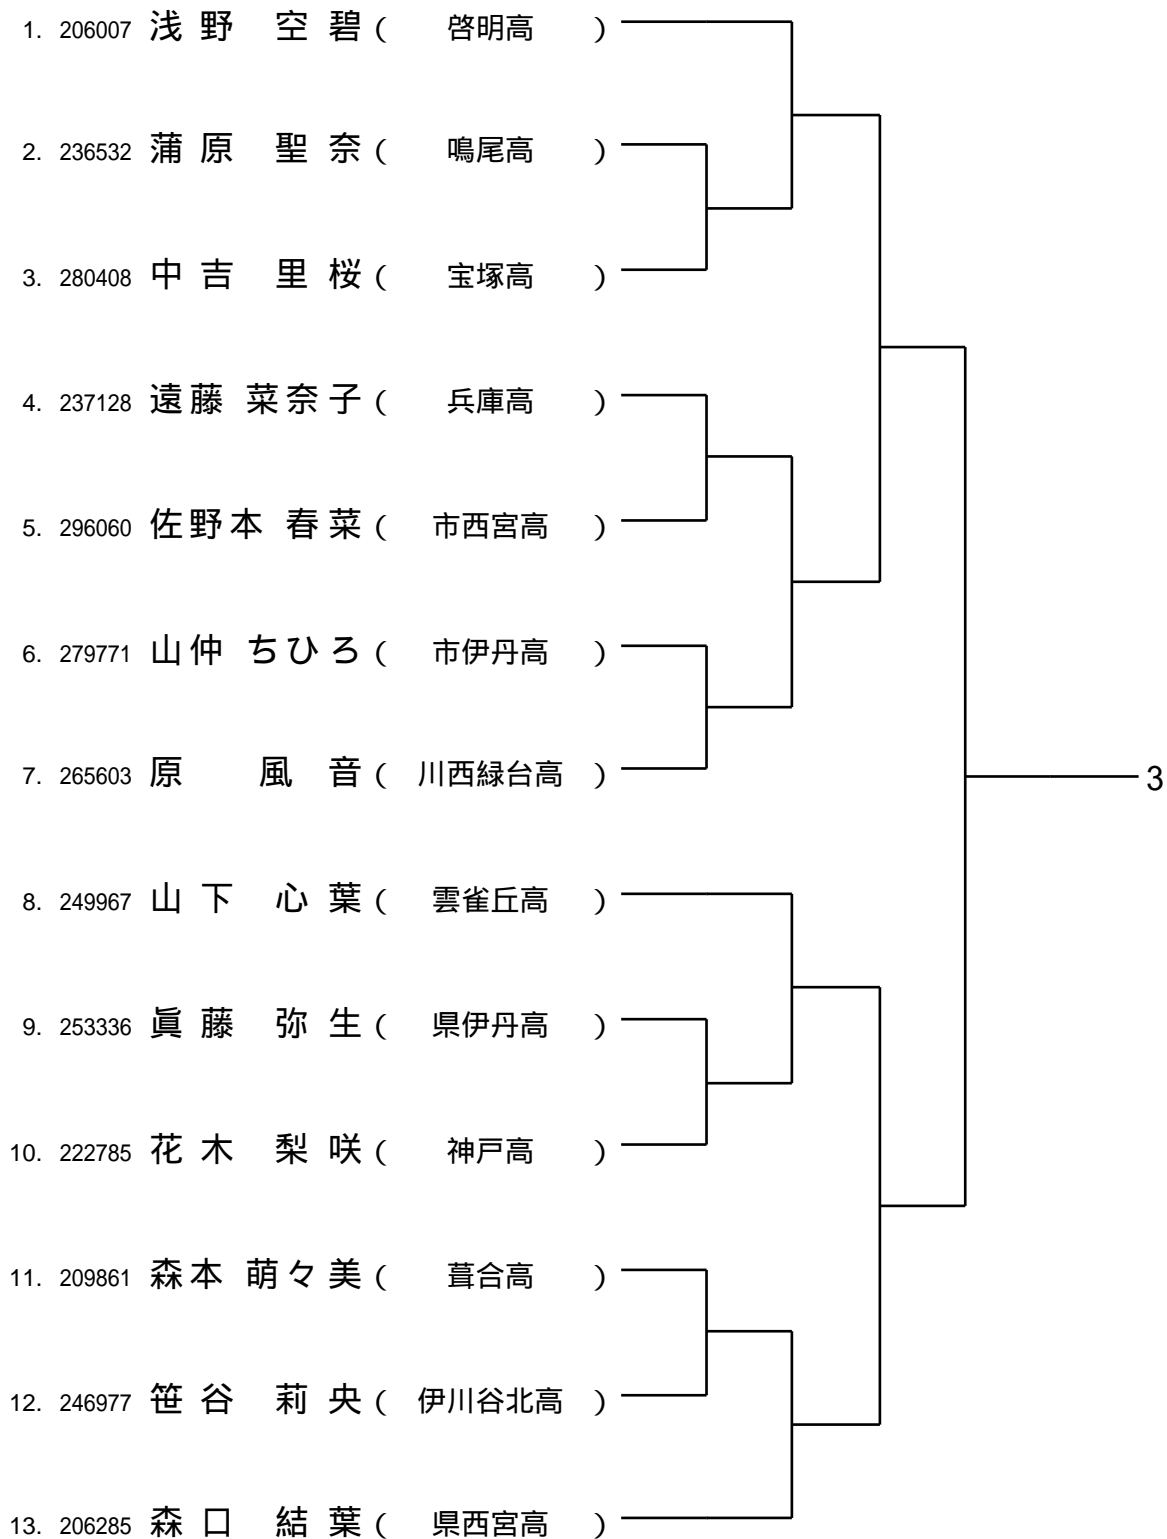 1. 206007 浅野 空碧 ( 啓明高 )
2. 236532 蒲原 聖奈 ( 鳴尾高 )
3. 280408 中吉 里桜 ( 宝塚高 )
4. 237128 遠藤 菜奈子 ( 兵庫高 )
5. 296060 佐野本 春菜 ( 市西宮高 )
6. 279771 山仲 ちひろ ( 市伊丹高 )
7. 265603 原 風音 ( 川西緑台高 )
3
8. 249967 山下 心葉 ( 雲雀丘高 )
9. 253336 眞藤 弥生 ( 県伊丹高 )
10. 222785 花木 梨咲 ( 神戸高 )
11. 209861 森本 萌々美 ( 葺合高 )
12. 246977 笹谷 莉央 ( 伊川谷北高 )
13. 206285 森口 結葉 ( 県西宮高 )